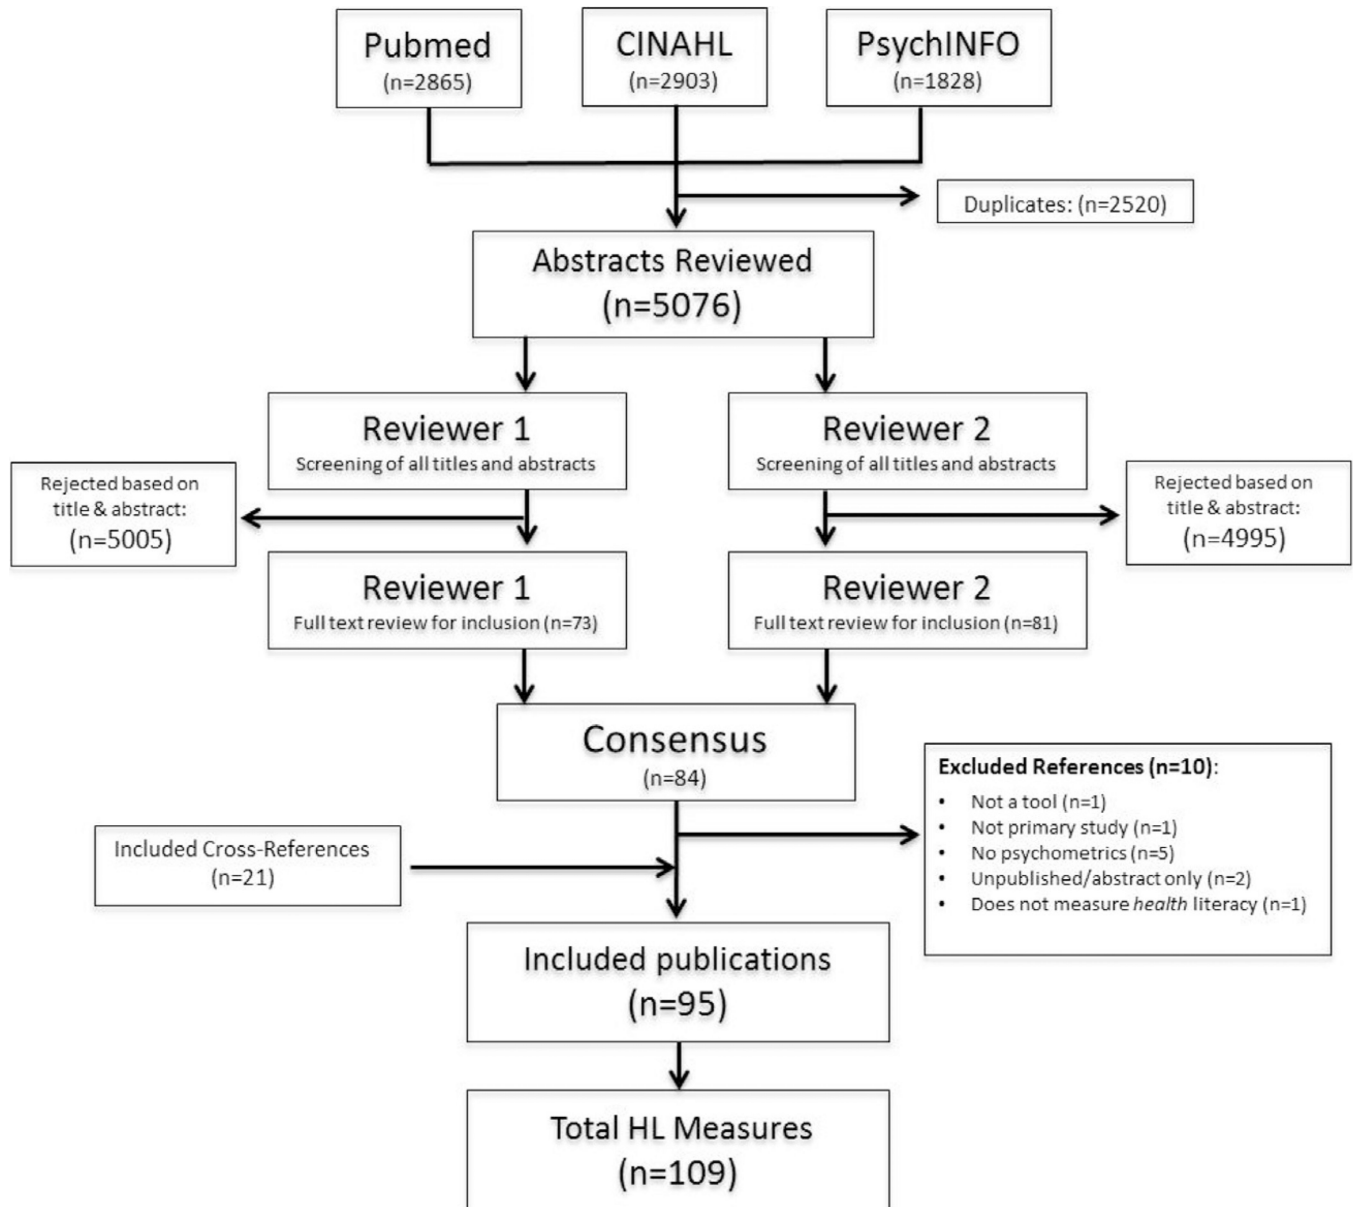 Pubmed
(n=2865)
CINAHL
(n=2903)
PsychINFO
(n=1828)
Duplicates: (n=2520)
Abstracts Reviewed
(n=5076)
Reviewer 1
Screening of all titles and abstracts
Reviewer 2
Screening of all titles and abstracts
Rejected based on
title & abstract:
(n=5005)
Rejected based on
title & abstract:
(n=4995)
Reviewer 1
Full text review for inclusion (n=73)
Reviewer 2
Full text review for inclusion (n=81)
Consensus
(n=84)
Excluded References (n=10):
• Not a tool (n=1)
• Not primary study (n=1)
• No psychometrics (n=5)
• Unpublished/abstract only (n=2)
• Does not measure health literacy (n=1)
Included Cross-References
(n=21)
Included publications
(n=95)
Total HL Measures
(n=109)